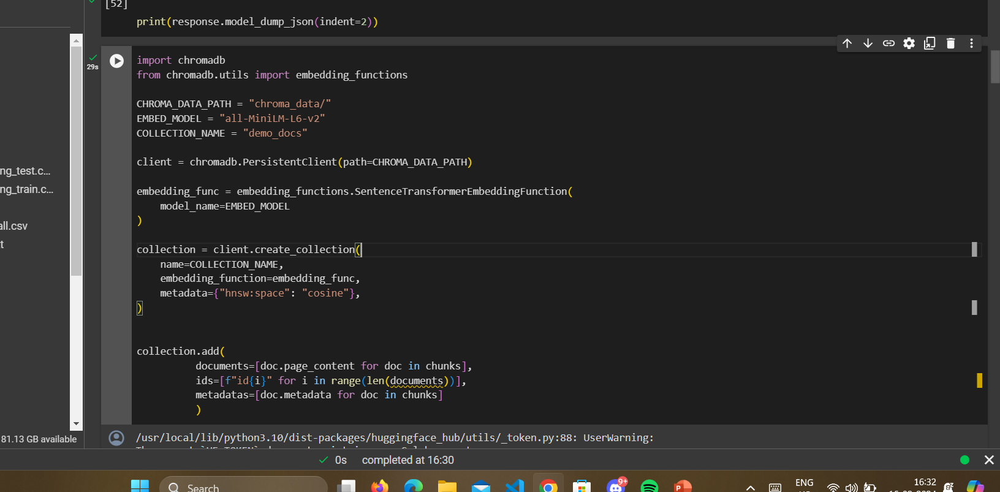 [52]
print(response.model_dump_json(indent=2))
29s
import chromadb
from chromadb.utils import embedding_functions
CHROMA_DATA_PATH = "chroma_data/"
EMBED_MODEL = "all-MiniLM-L6-v2"
COLLECTION_NAME = "demo_docs"
client = chromadb.PersistentClient(path=CHROMA_DATA_PATH)
embedding_func = embedding_functions.SentenceTransformerEmbeddingFunction(
    model_name=EMBED_MODEL
)
collection = client.create_collection(
    name=COLLECTION_NAME,
    embedding_function=embedding_func,
    metadata={"hnsw:space": "cosine"},
)
collection.add(
          documents=[doc.page_content for doc in chunks],
          ids=[f"id{i}" for i in range(len(documents))],
          metadatas=[doc.metadata for doc in chunks]
          )
ng_test.c...
ng_train.c...
all.csv
t
81.13 GB available
/usr/local/lib/python3.10/dist-packages/huggingface_hub/utils/_token.py:88: UserWarning:
0s completed at 16:30
Search
9+
P
ENG
16:32